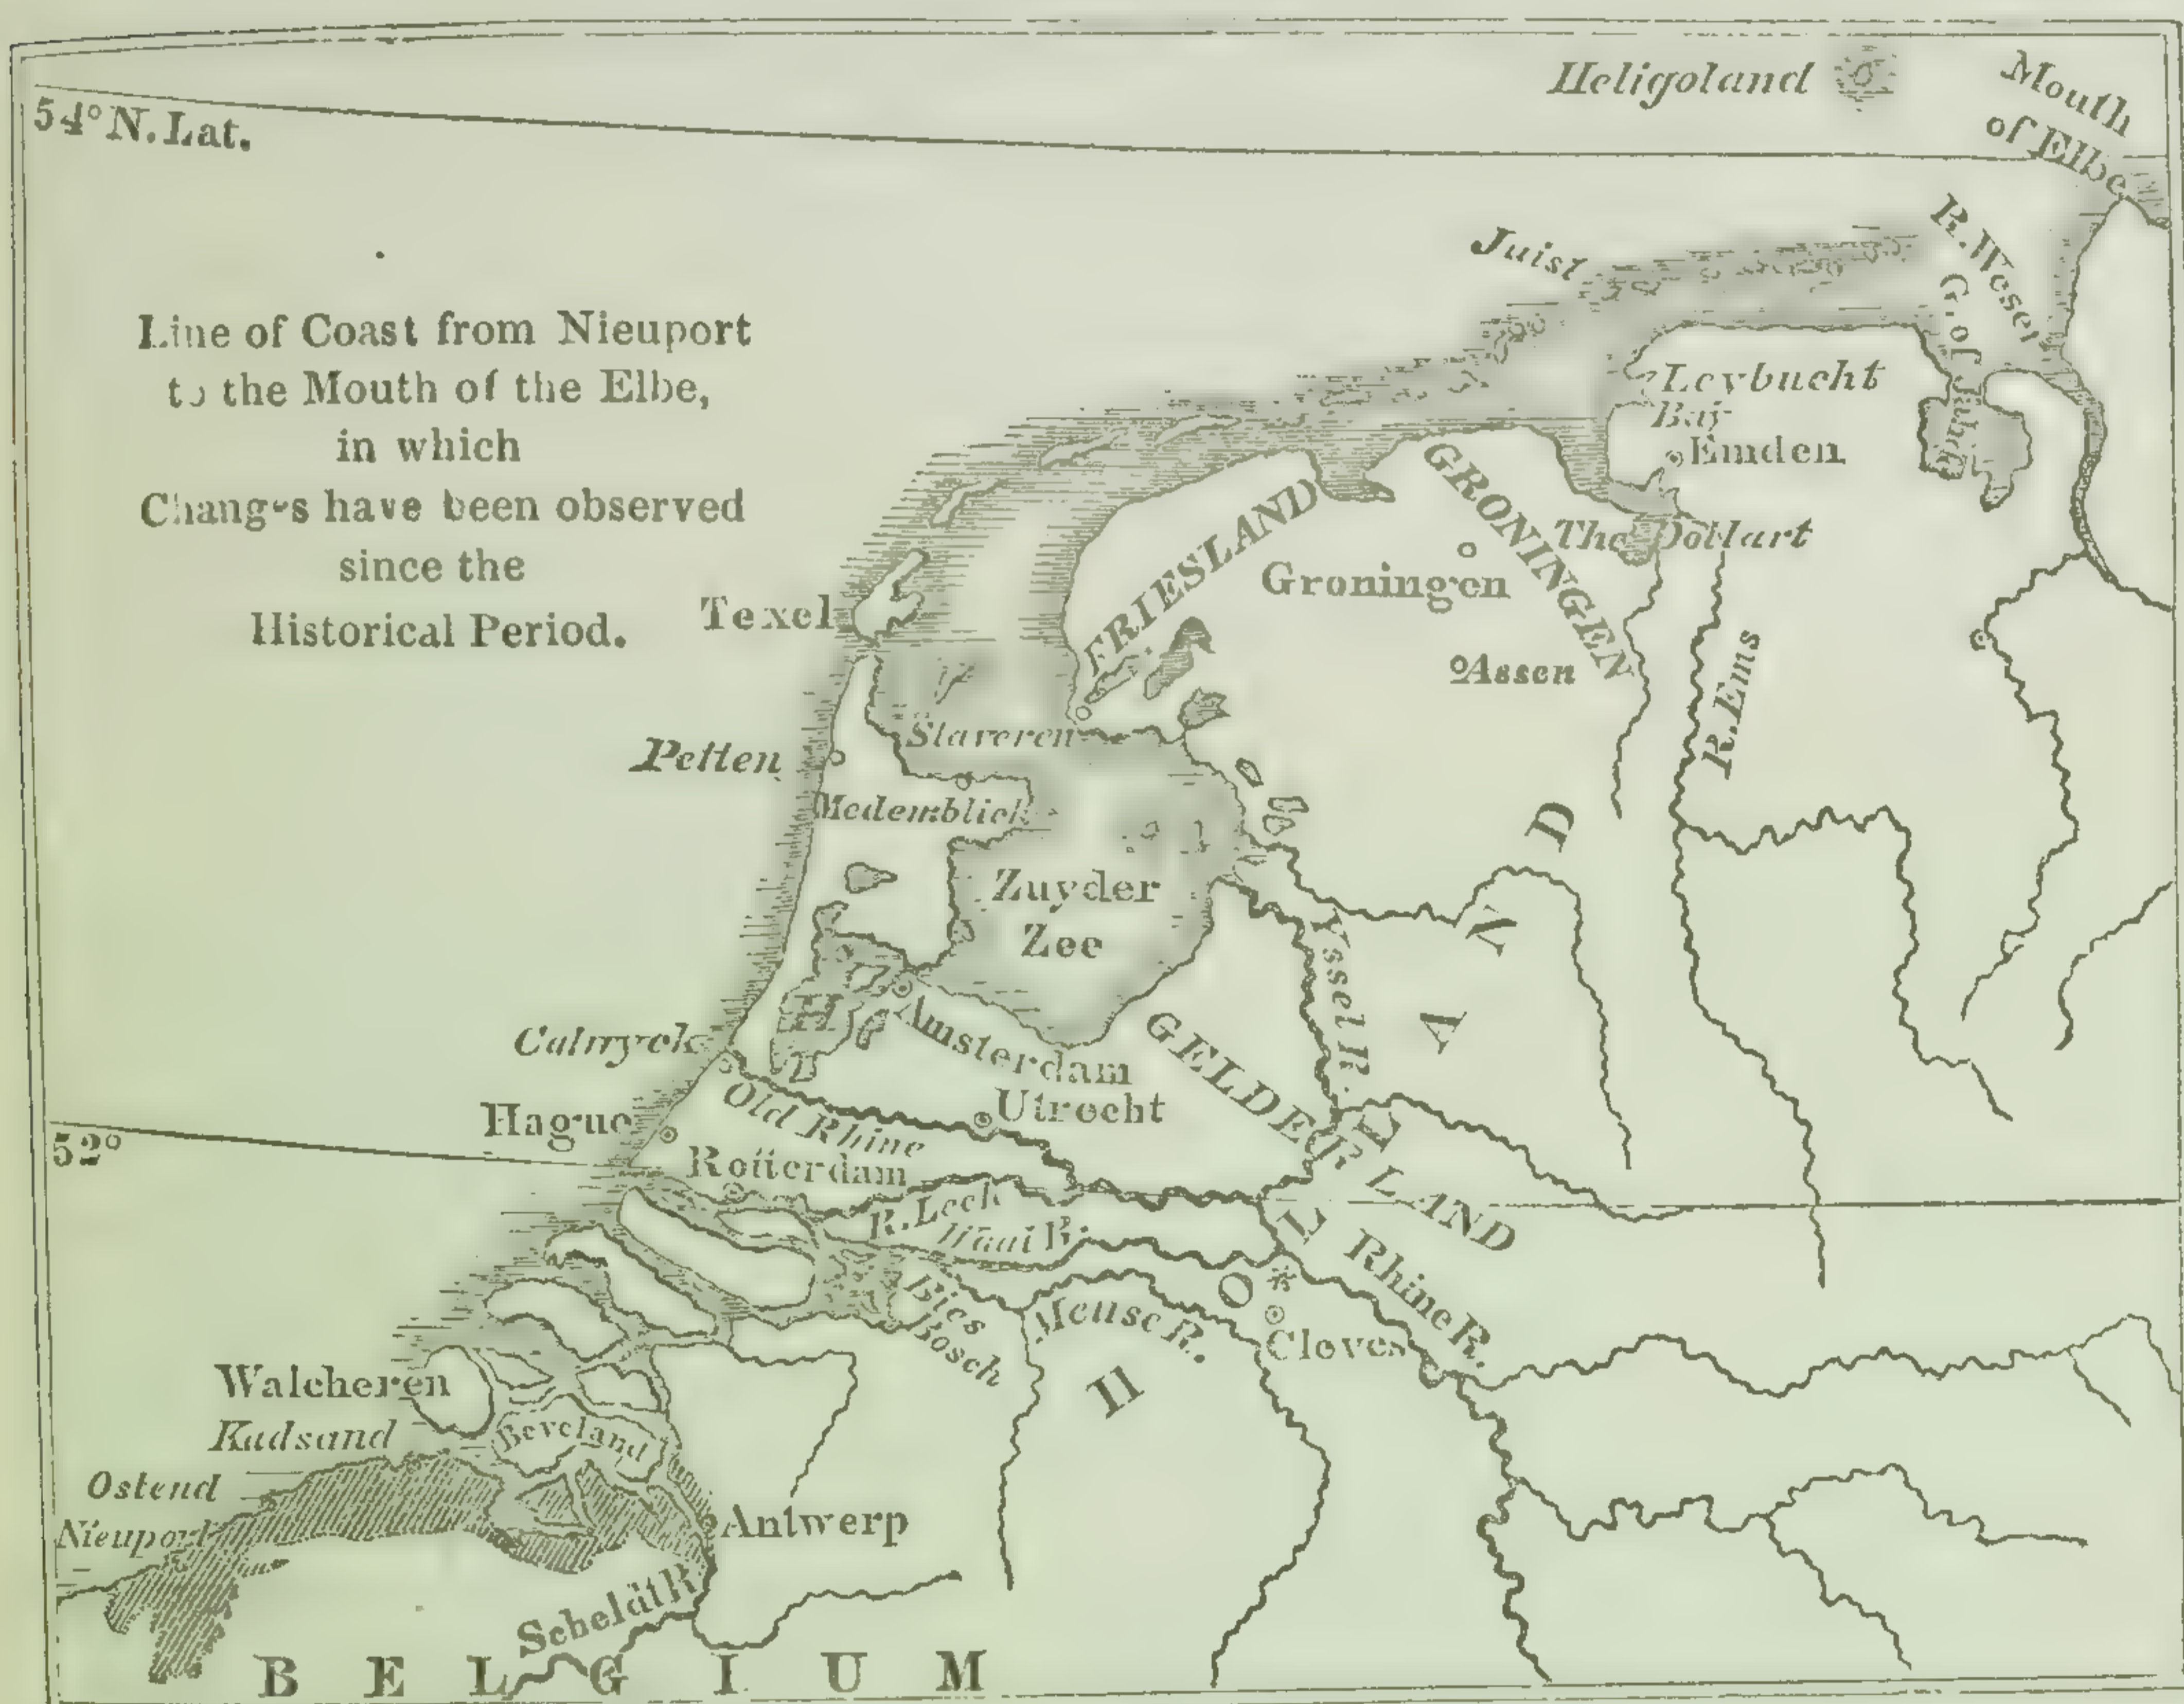 Heligoland
Mouth
of Elbe
54° N. Lat.
R. Weser
Juist
G. of Jahde
Line of Coast from Nieuport
to the Mouth of the Elbe,
in which
Changes have been observed
since the
Historical Period.
Leybucht
Bay
Emden
GRONINGEN
FRIESLAND
The Dollart
Groningen
Texel
Assen
R. Ems
Staveren
Petten
Medemblick
Zuyder
Zee
Yssel R.
H
Amsterdam
Catwyck
GELDERLAND
Utrecht
Hague
Old Rhine
52°
Rotterdam
R. Leck
Waal R.
Rhine R.
Bies
Bosch
Meuse R.
Cleves
HOLLAND
Walcheren
Kadsand
Beveland
Ostend
Nieuport
Antwerp
Scheldt R.
BELGIUM